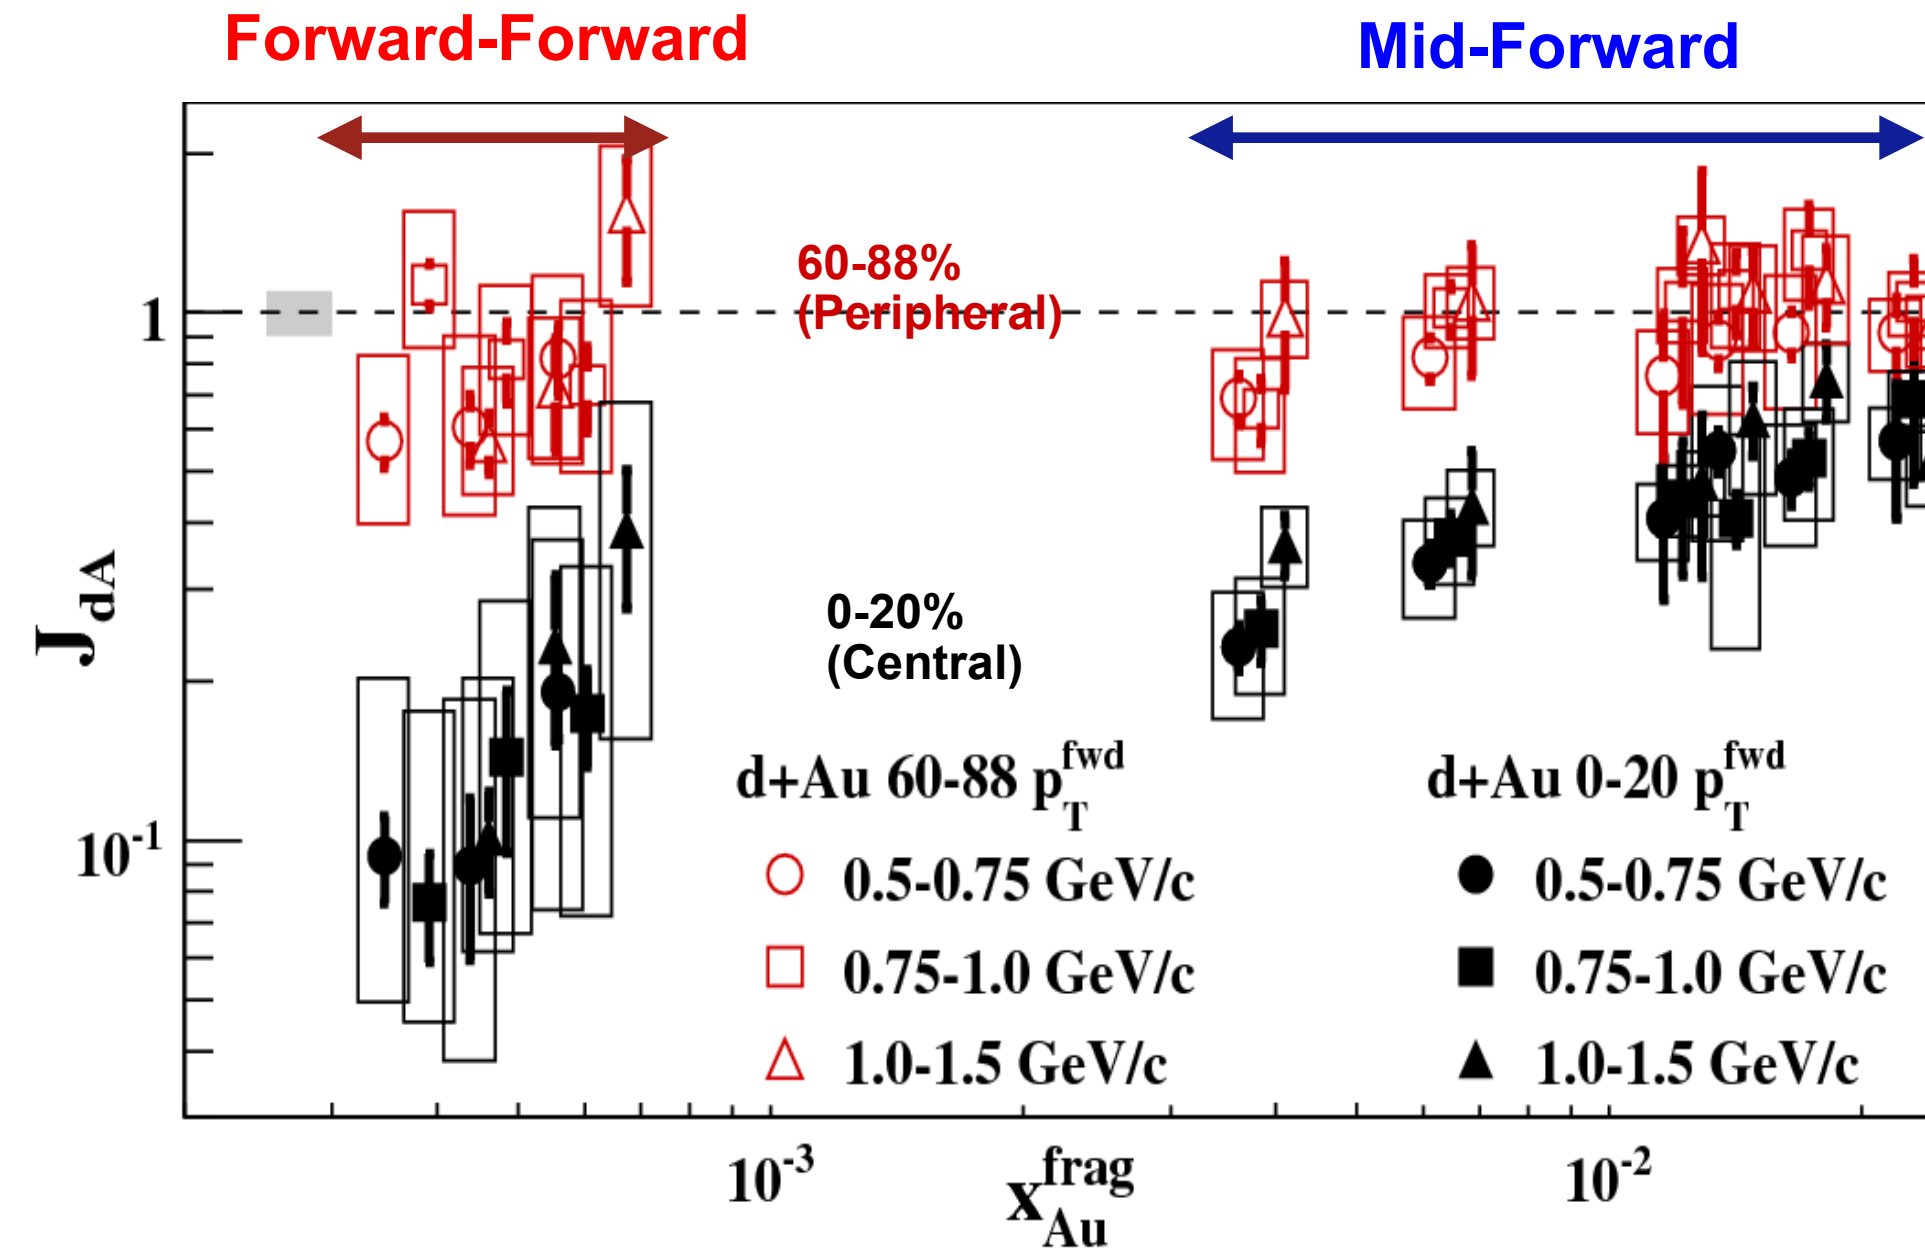 Forward-Forward
Mid-Forward
60-88%
(Peripheral)
1
0-20%
(Central)
J_dA
d+Au 60-88 p_T^fwd
d+Au 0-20 p_T^fwd
10^-1
0.5-0.75 GeV/c
0.5-0.75 GeV/c
0.75-1.0 GeV/c
0.75-1.0 GeV/c
1.0-1.5 GeV/c
1.0-1.5 GeV/c
10^-3
10^-2
x_Au^frag